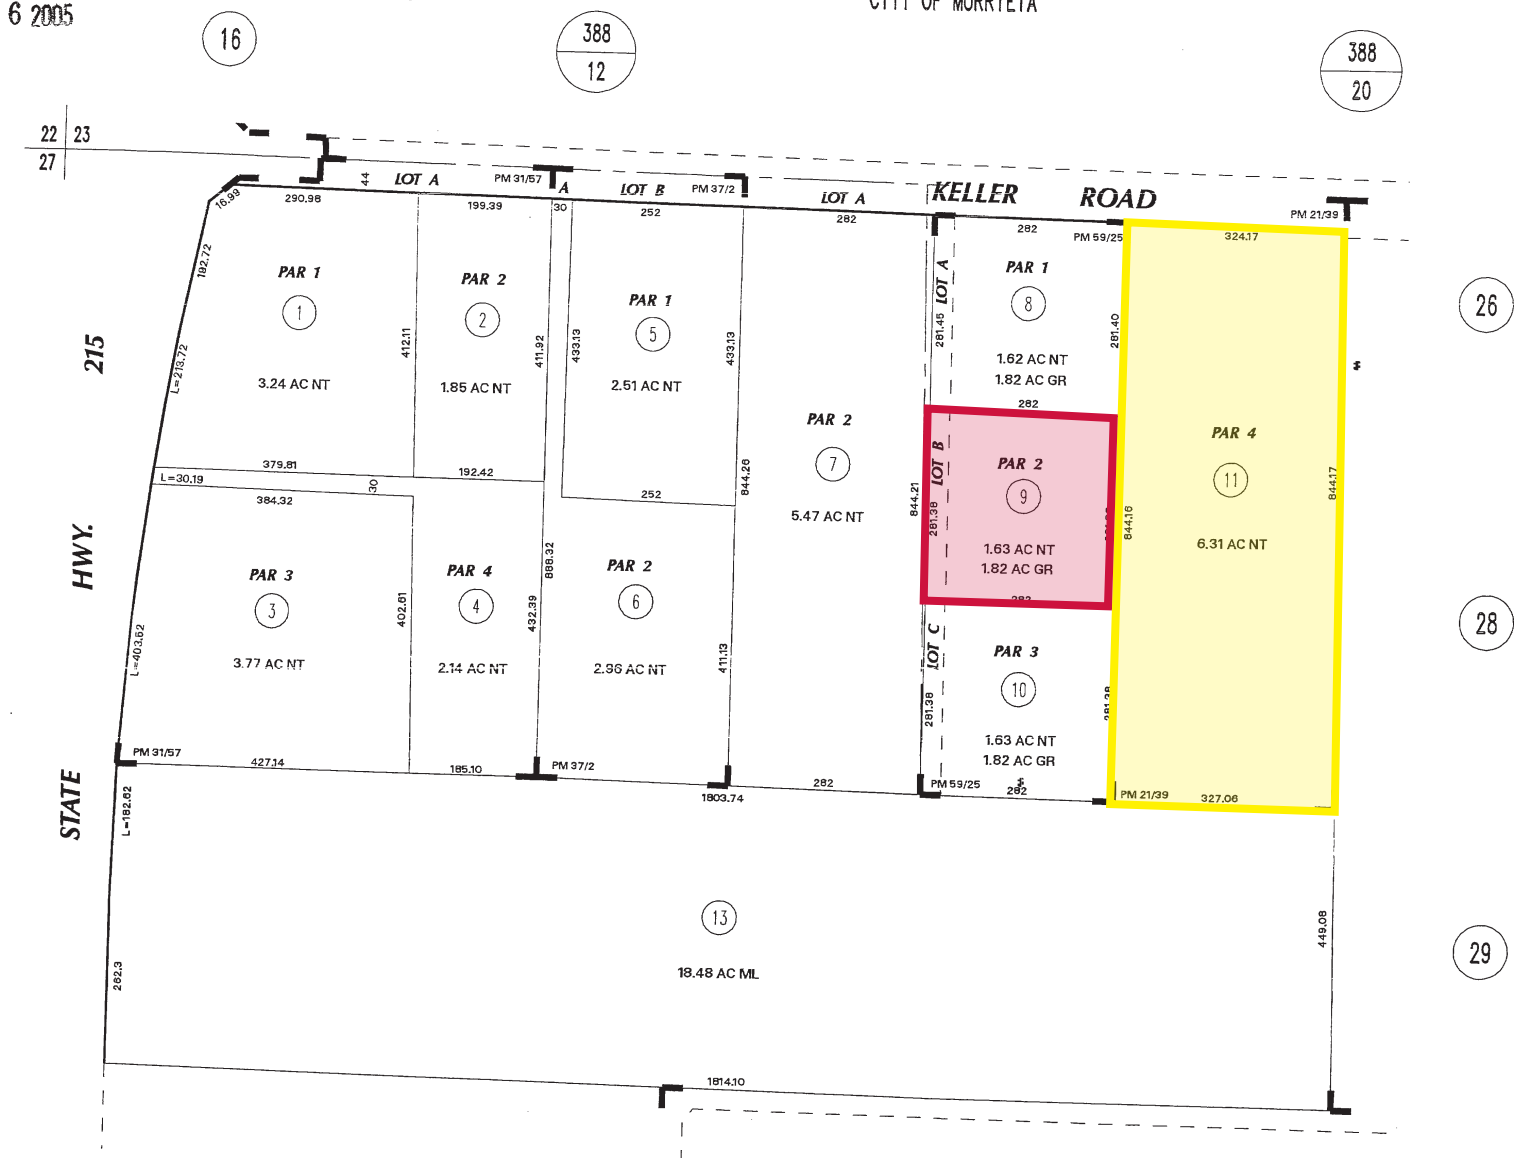 6 2005
CITY OF MURRIETA
16
388
12
388
20
22 23
27
LOT A
44
PM 31/57
A
LOT B
PM 37/2
LOT A
KELLER ROAD
PM 21/39
16.99
290.98
199.39
30
252
282
282
PM 59/25
324.17
192.72
PAR 1
1
3.24 AC NT
412.11
PAR 2
2
1.85 AC NT
411.92
433.13
PAR 1
5
2.51 AC NT
433.13
PAR 2
7
5.47 AC NT
844.26
844.21
LOT A
281.45
PAR 1
8
1.62 AC NT
1.82 AC GR
282
281.40
26
215
L=213.72
379.81
L=30.19
30
384.32
192.42
252
LOT B
281.38
PAR 2
9
1.63 AC NT
1.82 AC GR
282
844.16
PAR 4
11
6.31 AC NT
844.17
HWY.
PAR 3
3
3.77 AC NT
402.61
PAR 4
4
2.14 AC NT
432.39
888.32
PAR 2
6
2.96 AC NT
411.13
LOT C
281.38
PAR 3
10
1.63 AC NT
1.82 AC GR
281.38
28
L=403.62
PM 31/57
427.14
185.10
PM 37/2
1803.74
282
PM 59/25
282
PM 21/39
327.06
STATE
L=182.62
13
18.48 AC ML
449.08
29
262.3
1814.10